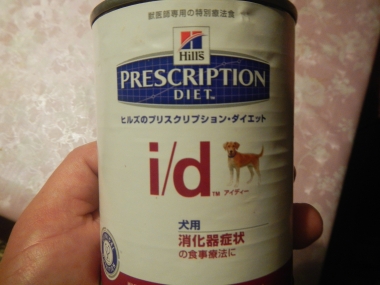 獣医師専用の特別療法食
Hill's
PRESCRIPTION
DIET™
ヒルズのプリスクリプション・ダイエット
i/d™ アイディー
犬用
消化器症状
の食事療法に